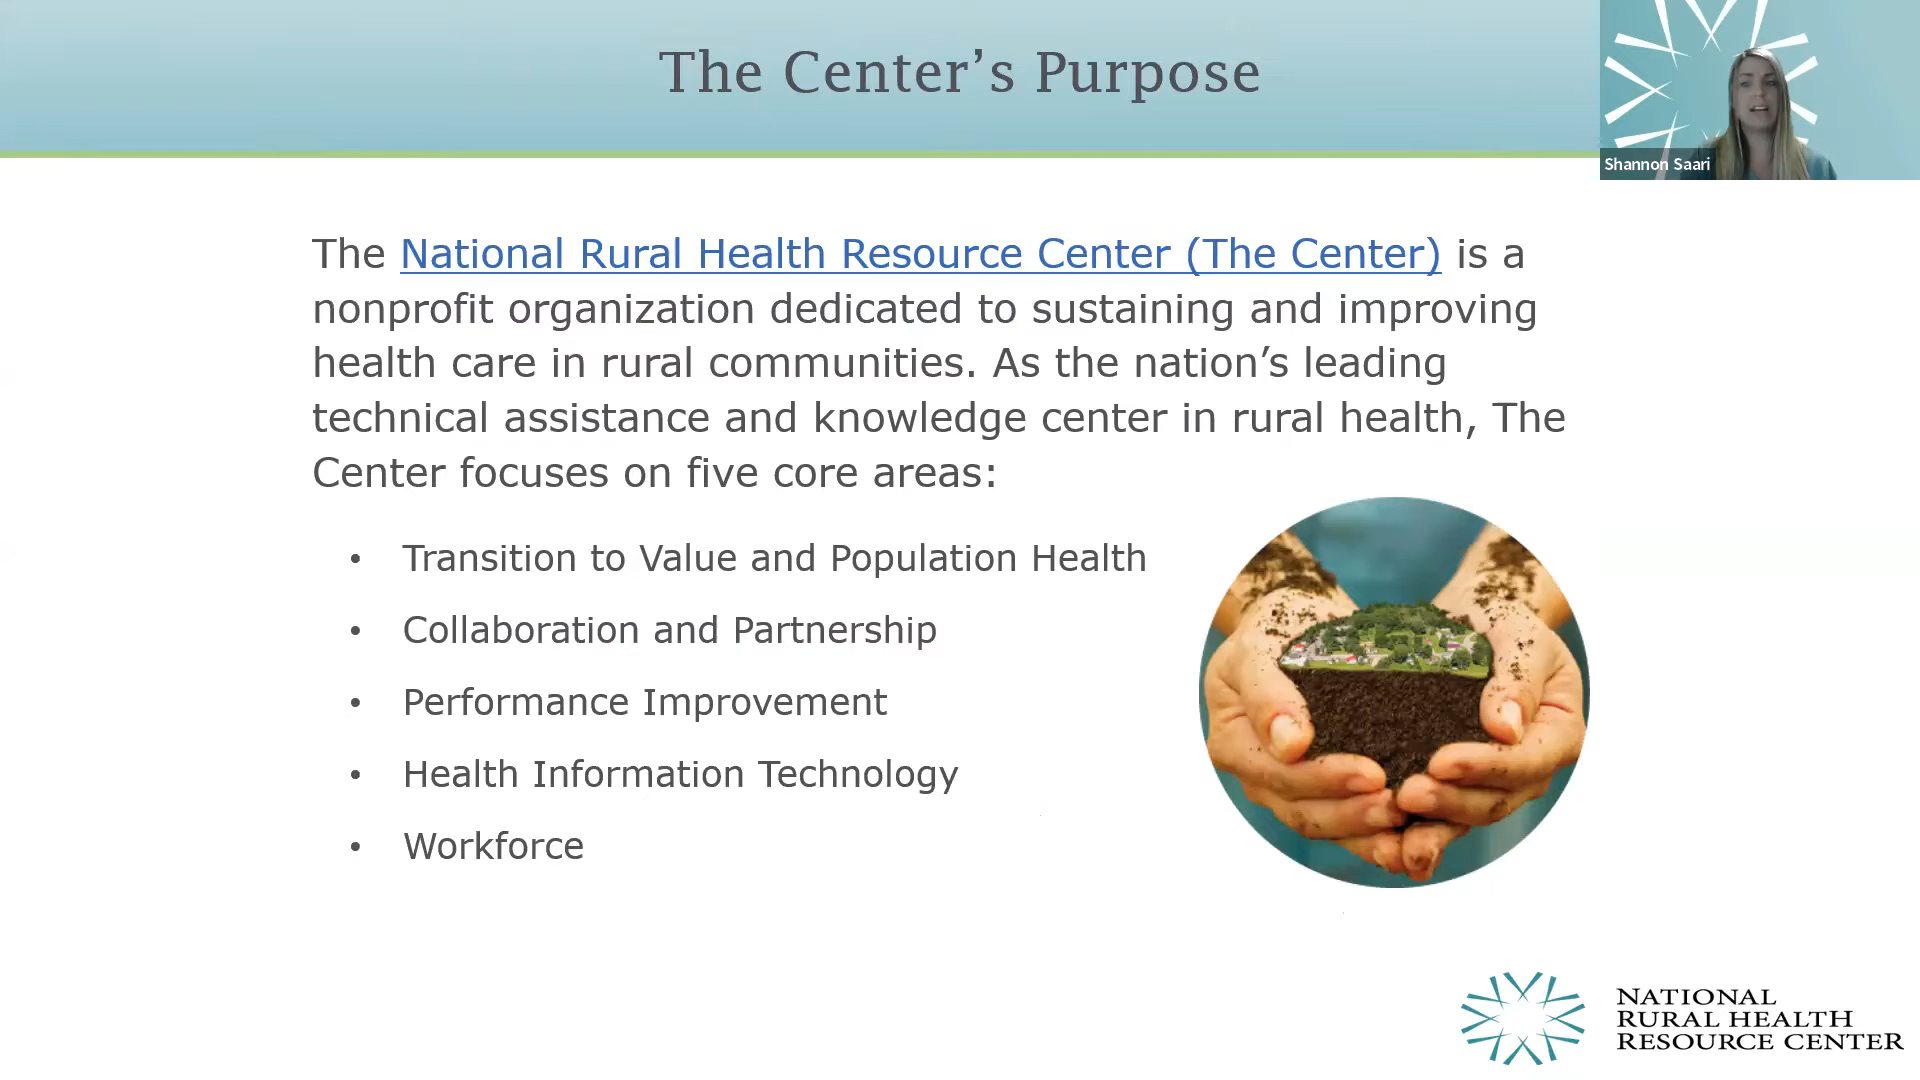 The Center’s Purpose
Shannon Saari
The National Rural Health Resource Center (The Center) is a
nonprofit organization dedicated to sustaining and improving
health care in rural communities. As the nation’s leading
technical assistance and knowledge center in rural health, The
Center focuses on five core areas:
• Transition to Value and Population Health
• Collaboration and Partnership
• Performance Improvement
• Health Information Technology
• Workforce
NATIONAL
RURAL HEALTH
RESOURCE CENTER